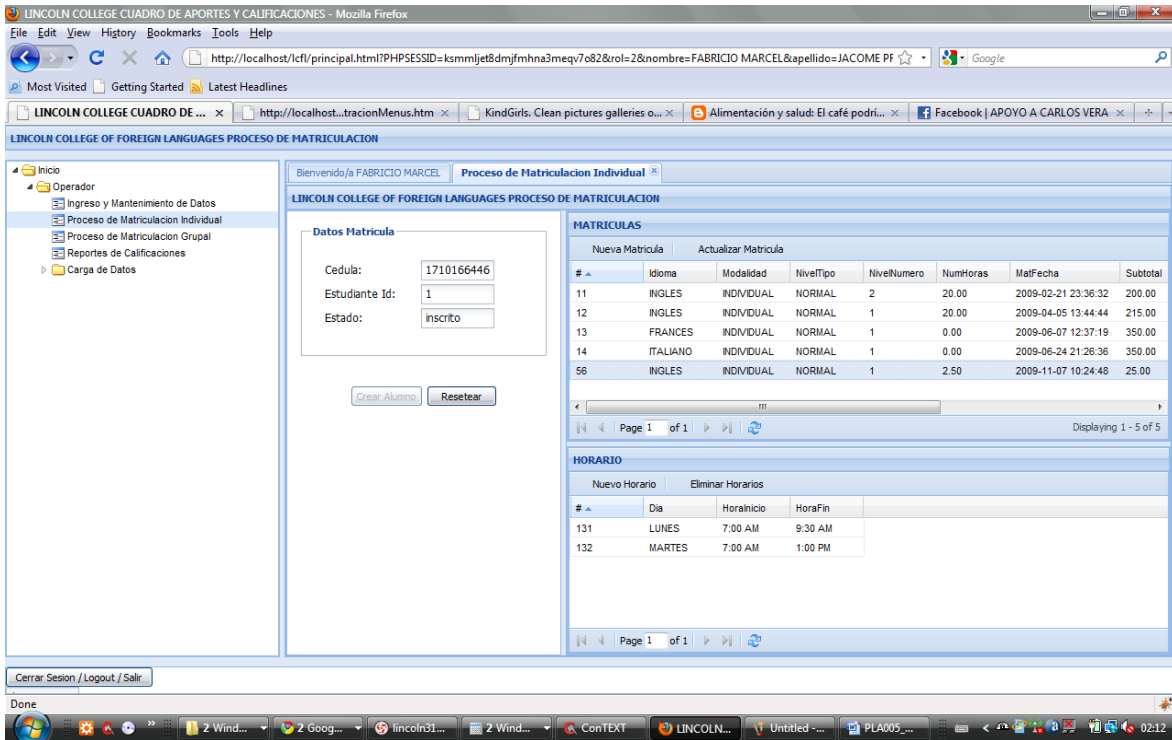 LINCOLN COLLEGE CUADRO DE APORTES Y CALIFICACIONES - Mozilla Firefox
File Edit View History Bookmarks Tools Help
http://localhost/lcfl/principal.html?PHPSESSID=ksmmljet8dmjfmhna3meqv7o82&rol=2&nombre=FABRICIO MARCEL&apellido=JACOME PF
Google
Most Visited Getting Started Latest Headlines
LINCOLN COLLEGE CUADRO DE ... http://localhost...tracionMenus.htm KindGirls. Clean pictures galleries o... Alimentación y salud: El café podrí... Facebook | APOYO A CARLOS VERA
LINCOLN COLLEGE OF FOREIGN LANGUAGES PROCESO DE MATRICULACION
Inicio
Operador
Ingreso y Mantenimiento de Datos
Proceso de Matriculacion Individual
Proceso de Matriculacion Grupal
Reportes de Calificaciones
Carga de Datos
Bienvenido/a FABRICIO MARCEL Proceso de Matriculacion Individual
LINCOLN COLLEGE OF FOREIGN LANGUAGES PROCESO DE MATRICULACION
Datos Matricula
Cedula: 1710166446
Estudiante Id: 1
Estado: inscrito
Crear Alumno Resetear
MATRICULAS
Nueva Matricula Actualizar Matricula
# Idioma Modalidad NivelTipo NivelNumero NumHoras MatFecha Subtotal
11 INGLES INDIVIDUAL NORMAL 2 20.00 2009-02-21 23:36:32 200.00
12 INGLES INDIVIDUAL NORMAL 1 20.00 2009-04-05 13:44:44 215.00
13 FRANCES INDIVIDUAL NORMAL 1 0.00 2009-06-07 12:37:19 350.00
14 ITALIANO INDIVIDUAL NORMAL 1 0.00 2009-06-24 21:26:36 350.00
56 INGLES INDIVIDUAL NORMAL 1 2.50 2009-11-07 10:24:48 25.00
Page 1 of 1 Displaying 1 - 5 of 5
HORARIO
Nuevo Horario Eliminar Horarios
# Dia HoraInicio HoraFin
131 LUNES 7:00 AM 9:30 AM
132 MARTES 7:00 AM 1:00 PM
Page 1 of 1
Cerrar Sesion / Logout / Salir
Done
2 Wind... 2 Goog... lincoln31... 2 Wind... ConTEXT LINCOLN... Untitled -... PLA005_... 02:12